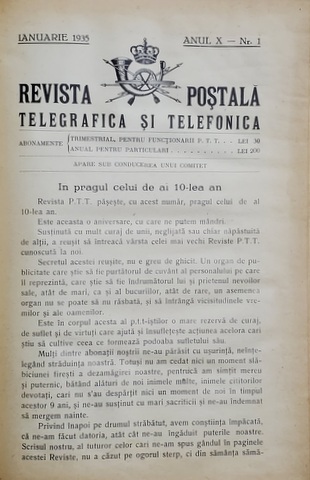 IANUARIE 1935
ANUL X — Nr. 1
REVISTA POȘTALĂ
TELEGRAFICA ȘI TELEFONICA
ABONAMENTE
TRIMESTRIAL, PENTRU FUNCȚIONARII P. T. T. . . LEI 30
ANUAL PENTRU PARTICULARI . . . . . . . . . LEI 200
APARE SUB CONDUCEREA UNUI COMITET
In pragul celui de al 10-lea an
Revista P.T.T. pășește, cu acest număr, pragul celui de al
10-lea an.
Este aceasta o aniversare, cu care ne putem mândri.
Susținută cu mult curaj de unii, neglijată sau chiar năpăstuită
de alții, a reușit să întreacă vârsta celei mai vechi Reviste P.T.T.
cunoscută la noi.
Secretul acestei reușite, nu e greu de ghicit. Un organ de pu-
blicitate care știe să fie purtătorul de cuvânt al personalului pe care
îl reprezintă, care știe să fie îndrumătorul lui și prietenul nevoilor
sale, atât de mari, ca și al bucuriilor, atât de rare, un asemenea
organ nu se poate să nu răsbată, și să înfrângă vicisitudinele vre-
milor și ale oamenilor.
Este în corpul acesta al p.t.t-iștilor o mare rezervă de curaj,
de suflet și de virtuți care ajută și însuflețește acțiunea acelora cari
știu să cultive ceea ce formează podoaba sufletului său.
Mulți dintre abonații noștrii ne-au părăsit cu ușurință, neînțe-
legând străduința noastră. Totuși nu am cedat nici un moment slă-
biciunei firești a dezamăgirei noastre, pentrucă am simțit mereu
și puternic, bătând alături de noi inimele multe, inimele cititorilor
devotați, cari nu s'au despărțit nici un moment de noi în timpul
acestor 9 ani, și ne-au susținut cu mari sacrificii și ne-au îndemnat
să mergem nainte.
Privind înapoi pe drumul străbătut, avem conștiința împăcată,
că ne-am făcut datoria, atât cât ne-au îngăduit puterile noastre.
Scrisul nostru, al tuturor celor cari ne-am spus gândul în paginele
acestei Reviste, nu a căzut pe ogorul sterp, ci din sămânța sămă-